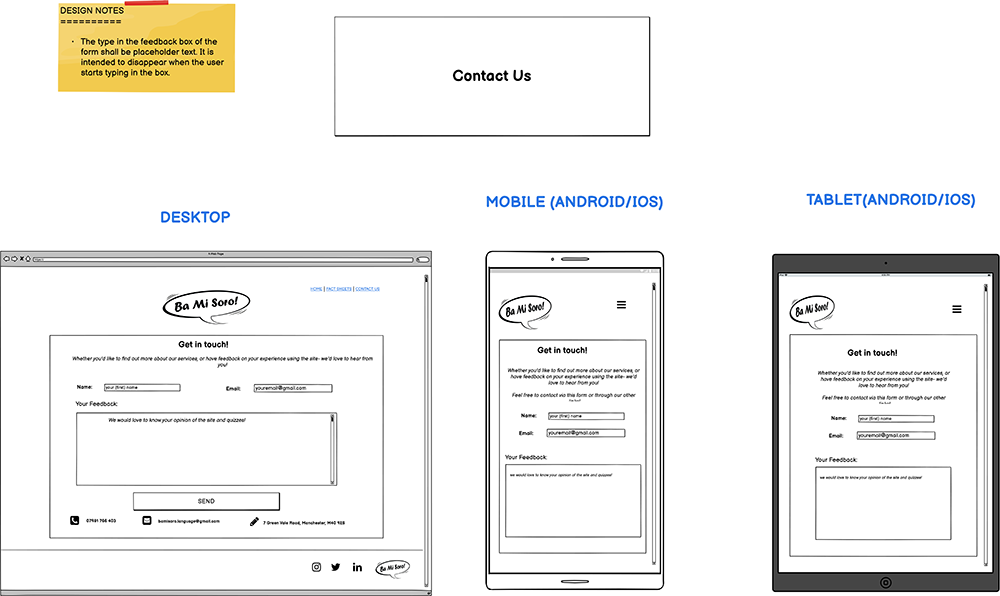 DESIGN NOTES
==========
• The type in the feedback box of the
form shall be placeholder text. It is
intended to disappear when the user
starts typing in the box.
Contact Us
DESKTOP
MOBILE (ANDROID/IOS)
TABLET(ANDROID/IOS)
A Web Page
https://
HOME | FACT SHEETS | CONTACT US
Ba Mi Soro!
Get in touch!
Whether you'd like to find out more about our services, or have feedback on your experience using the site- we'd love to hear from
you!
Name: your (first) name
Email: youremail@gmail.com
Your Feedback:
We would love to know your opinion of the site and quizzes!
SEND
bamisoro.language@gmail.com
7 Green Vale Road, Manchester,
Ba Mi Soro!
Ba Mi Soro!
Get in touch!
Whether you'd like to find out more about our services, or
have feedback on your experience using the site- we'd
love to hear from you!
Feel free to contact via this form or through our other
Name: your (first) name
Email: youremail@gmail.com
Your Feedback:
we would love to know your opinion of the site and quizzes!
Ba Mi Soro!
Get in touch!
Whether you'd like to find out more about our services, or
have feedback on your experience using the site- we'd
love to hear from you!
Feel free to contact via this form or through our other
Name: your (first) name
Email: youremail@gmail.com
Your Feedback:
we would love to know your opinion of the site and quizzes!